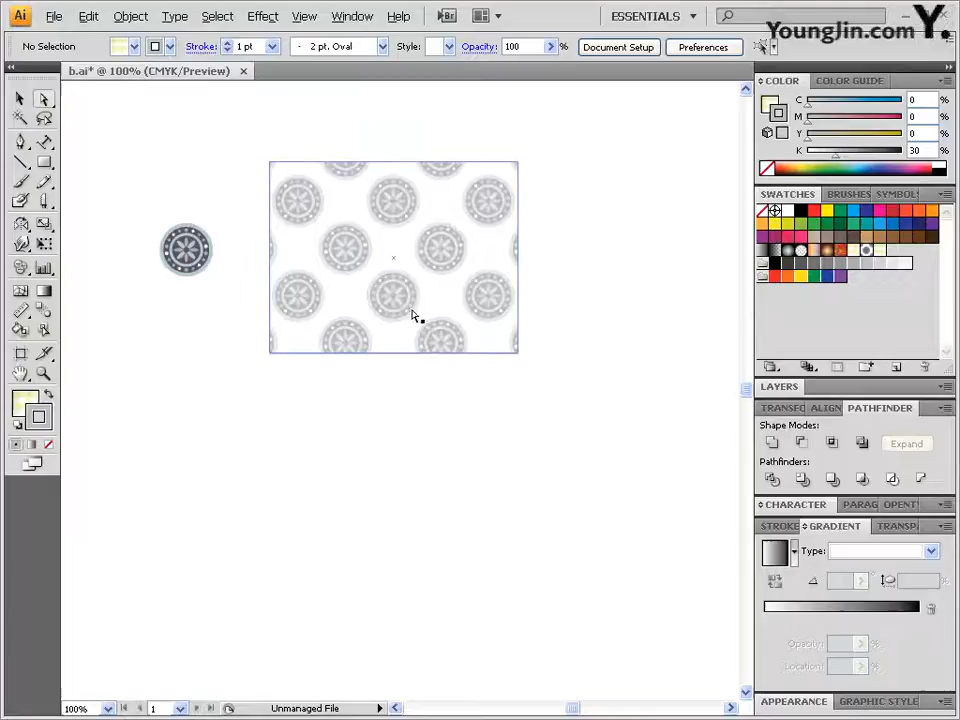 Ai File Edit Object Type Select Effect View Window Help Br ESSENTIALS
Younglin.com Y.
No Selection Stroke: 1 pt - 2 pt. Oval Style: Opacity: 100 % Document Setup Preferences
b.ai* @ 100% (CMYK/Preview)
COLOR COLOR GUIDE
C 0 %
M 0 %
Y 0 %
K 30 %
SWATCHES BRUSHES SYMBOL
LAYERS
TRANSFO ALIGN PATHFINDER
Shape Modes:
Expand
Pathfinders:
CHARACTER PARAG OPENT
STROKE GRADIENT TRANSP
Type:
Opacity: %
Location: %
APPEARANCE GRAPHIC STYLE
100% 1 Unmanaged File